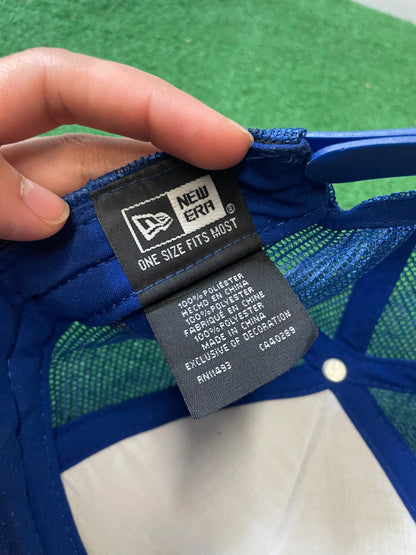 NEW
ERA®
ONE SIZE FITS MOST
100% POLIÉSTER
HECHO EN CHINA
100% POLYESTER
FABRIQUÉ EN CHINE
100% POLYESTER
MADE IN CHINA
EXCLUSIVE OF DECORATION
RN11493 CA40289